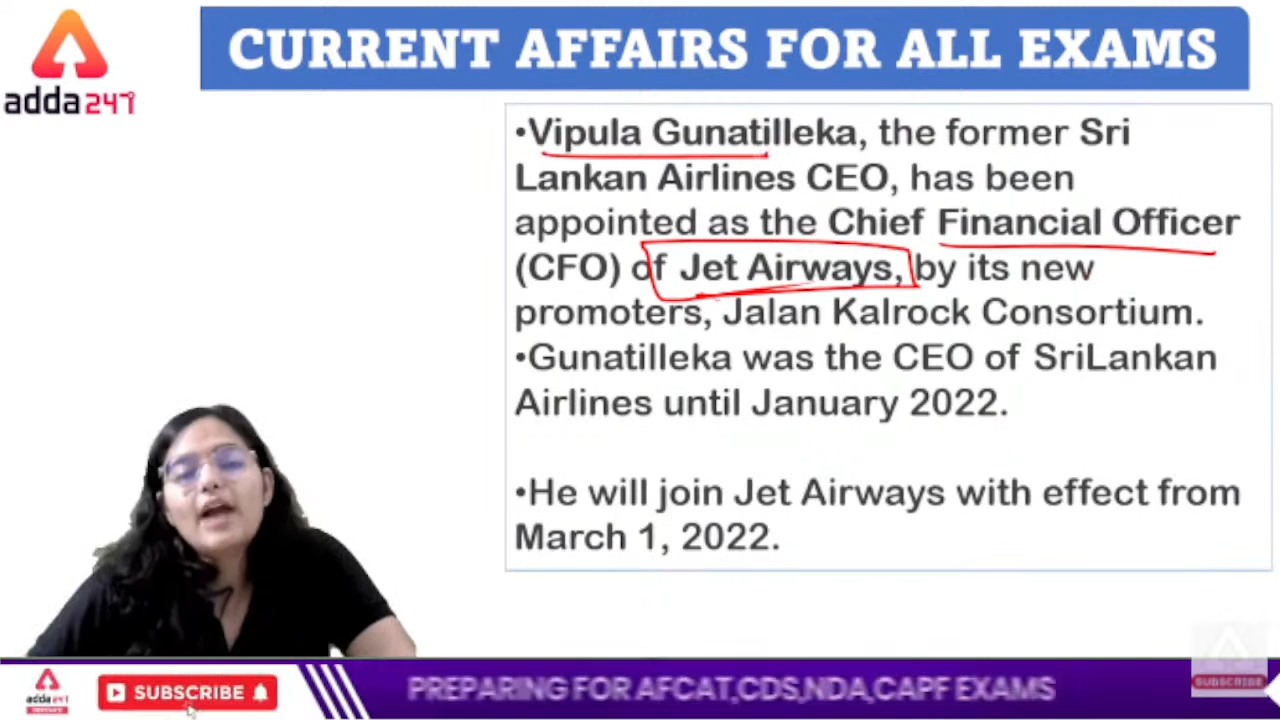 CURRENT AFFAIRS FOR ALL EXAMS
adda247
•Vipula Gunatilleka, the former Sri
Lankan Airlines CEO, has been
appointed as the Chief Financial Officer
(CFO) of Jet Airways, by its new
promoters, Jalan Kalrock Consortium.
•Gunatilleka was the CEO of SriLankan
Airlines until January 2022.
•He will join Jet Airways with effect from
March 1, 2022.
adda247
SUBSCRIBE
PREPARING FOR AFCAT,CDS,NDA,CAPF EXAMS
SUBSCRIBE